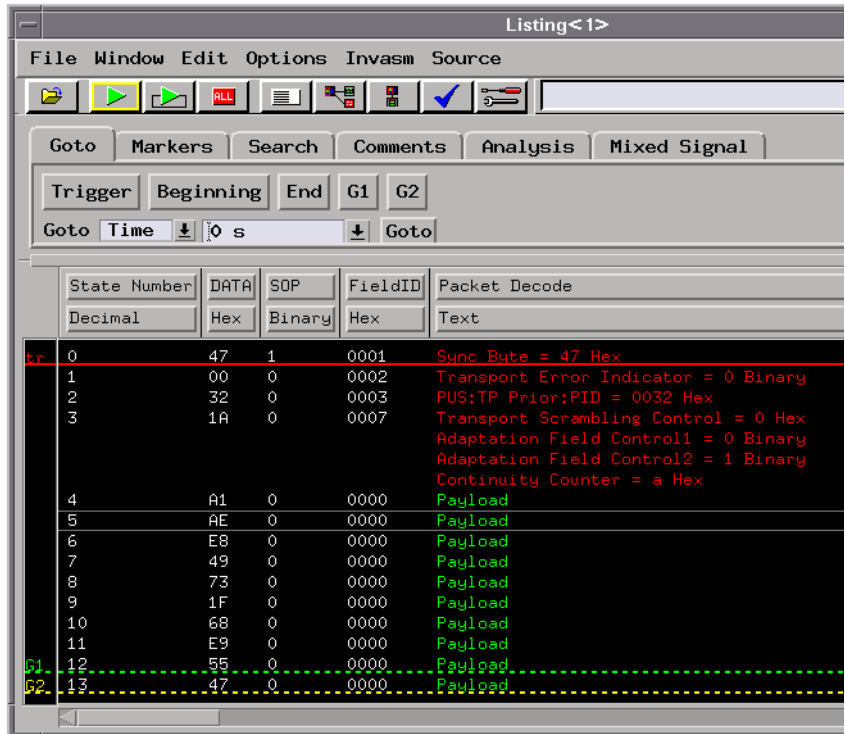 Listing<1>
File Window Edit Options Invasm Source
ALL
Goto Markers Search Comments Analysis Mixed Signal
Trigger Beginning End G1 G2
Goto Time 0 s Goto
State Number DATA SOP FieldID Packet Decode
Decimal Hex Binary Hex Text
tr 0 47 1 0001 Sync Byte = 47 Hex
1 00 0 0002 Transport Error Indicator = 0 Binary
2 32 0 0003 PUS:TP Prior:PID = 0032 Hex
3 1A 0 0007 Transport Scrambling Control = 0 Hex
Adaptation Field Control1 = 0 Binary
Adaptation Field Control2 = 1 Binary
Continuity Counter = a Hex
4 A1 0 0000 Payload
5 AE 0 0000 Payload
6 E8 0 0000 Payload
7 49 0 0000 Payload
8 73 0 0000 Payload
9 1F 0 0000 Payload
10 68 0 0000 Payload
11 E9 0 0000 Payload
G1 12 55 0 0000 Payload
G2 13 47 0 0000 Payload